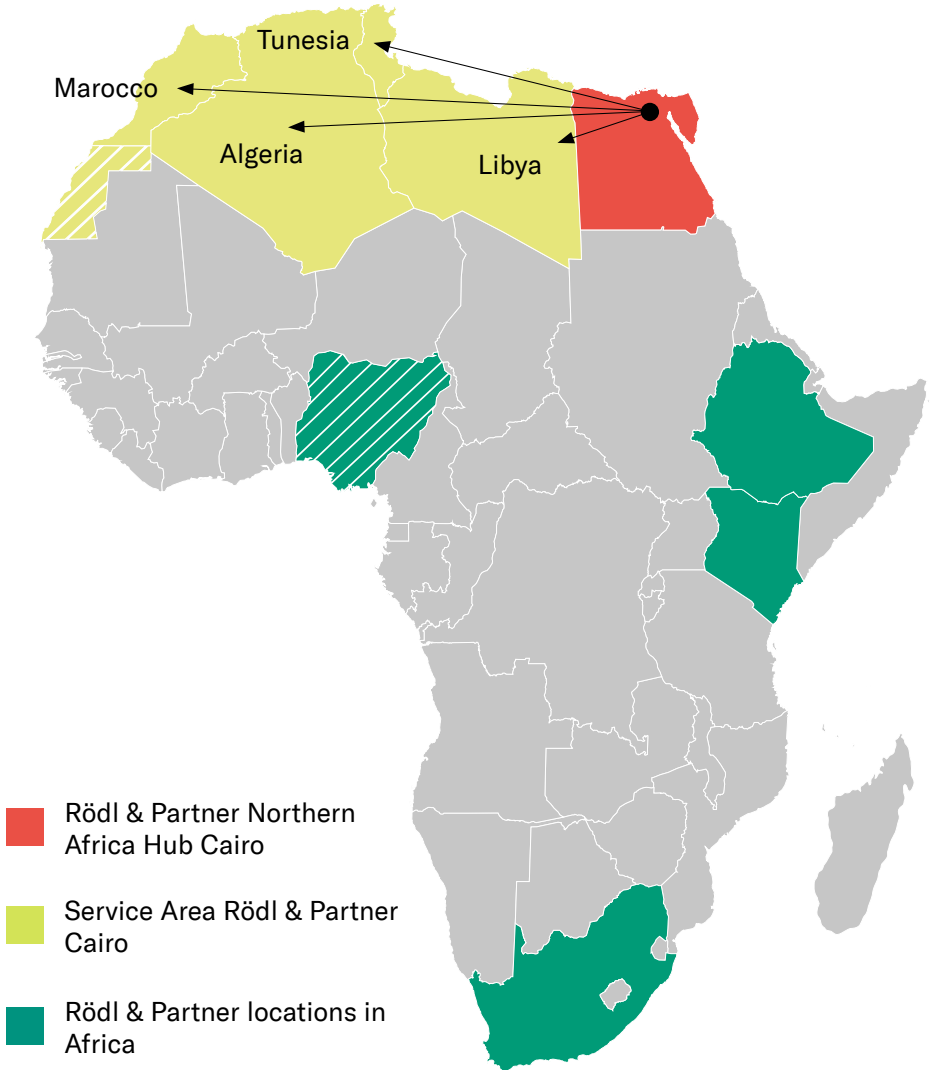 Tunesia
Marocco
Algeria
Libya
Rödl & Partner Northern
Africa Hub Cairo
Service Area Rödl & Partner
Cairo
Rödl & Partner locations in
Africa